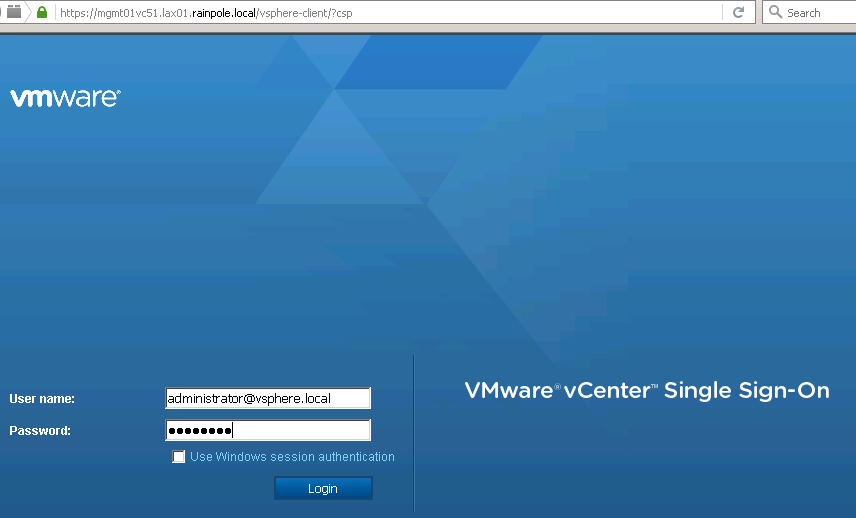 https://mgmt01vc51.lax01.rainpole.local/vsphere-client/?csp
Search
vmware®
User name:
administrator@vsphere.local
VMware® vCenter™ Single Sign-On
Password:
●●●●●●●●
Use Windows session authentication
Login